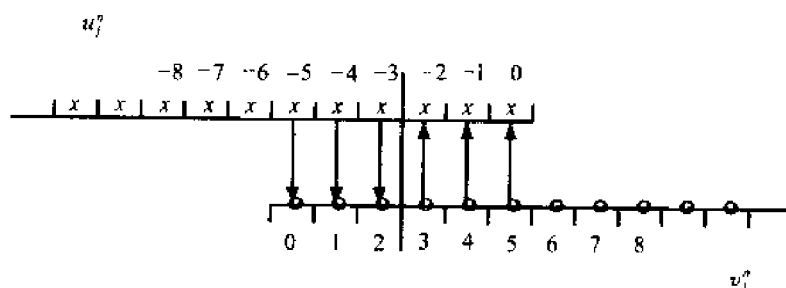 u_j^n
-8 -7 -6 -5 -4 -3 -2 -1 0
x x x x x x x x x x x
0 1 2 3 4 5 6 7 8
v_j^n